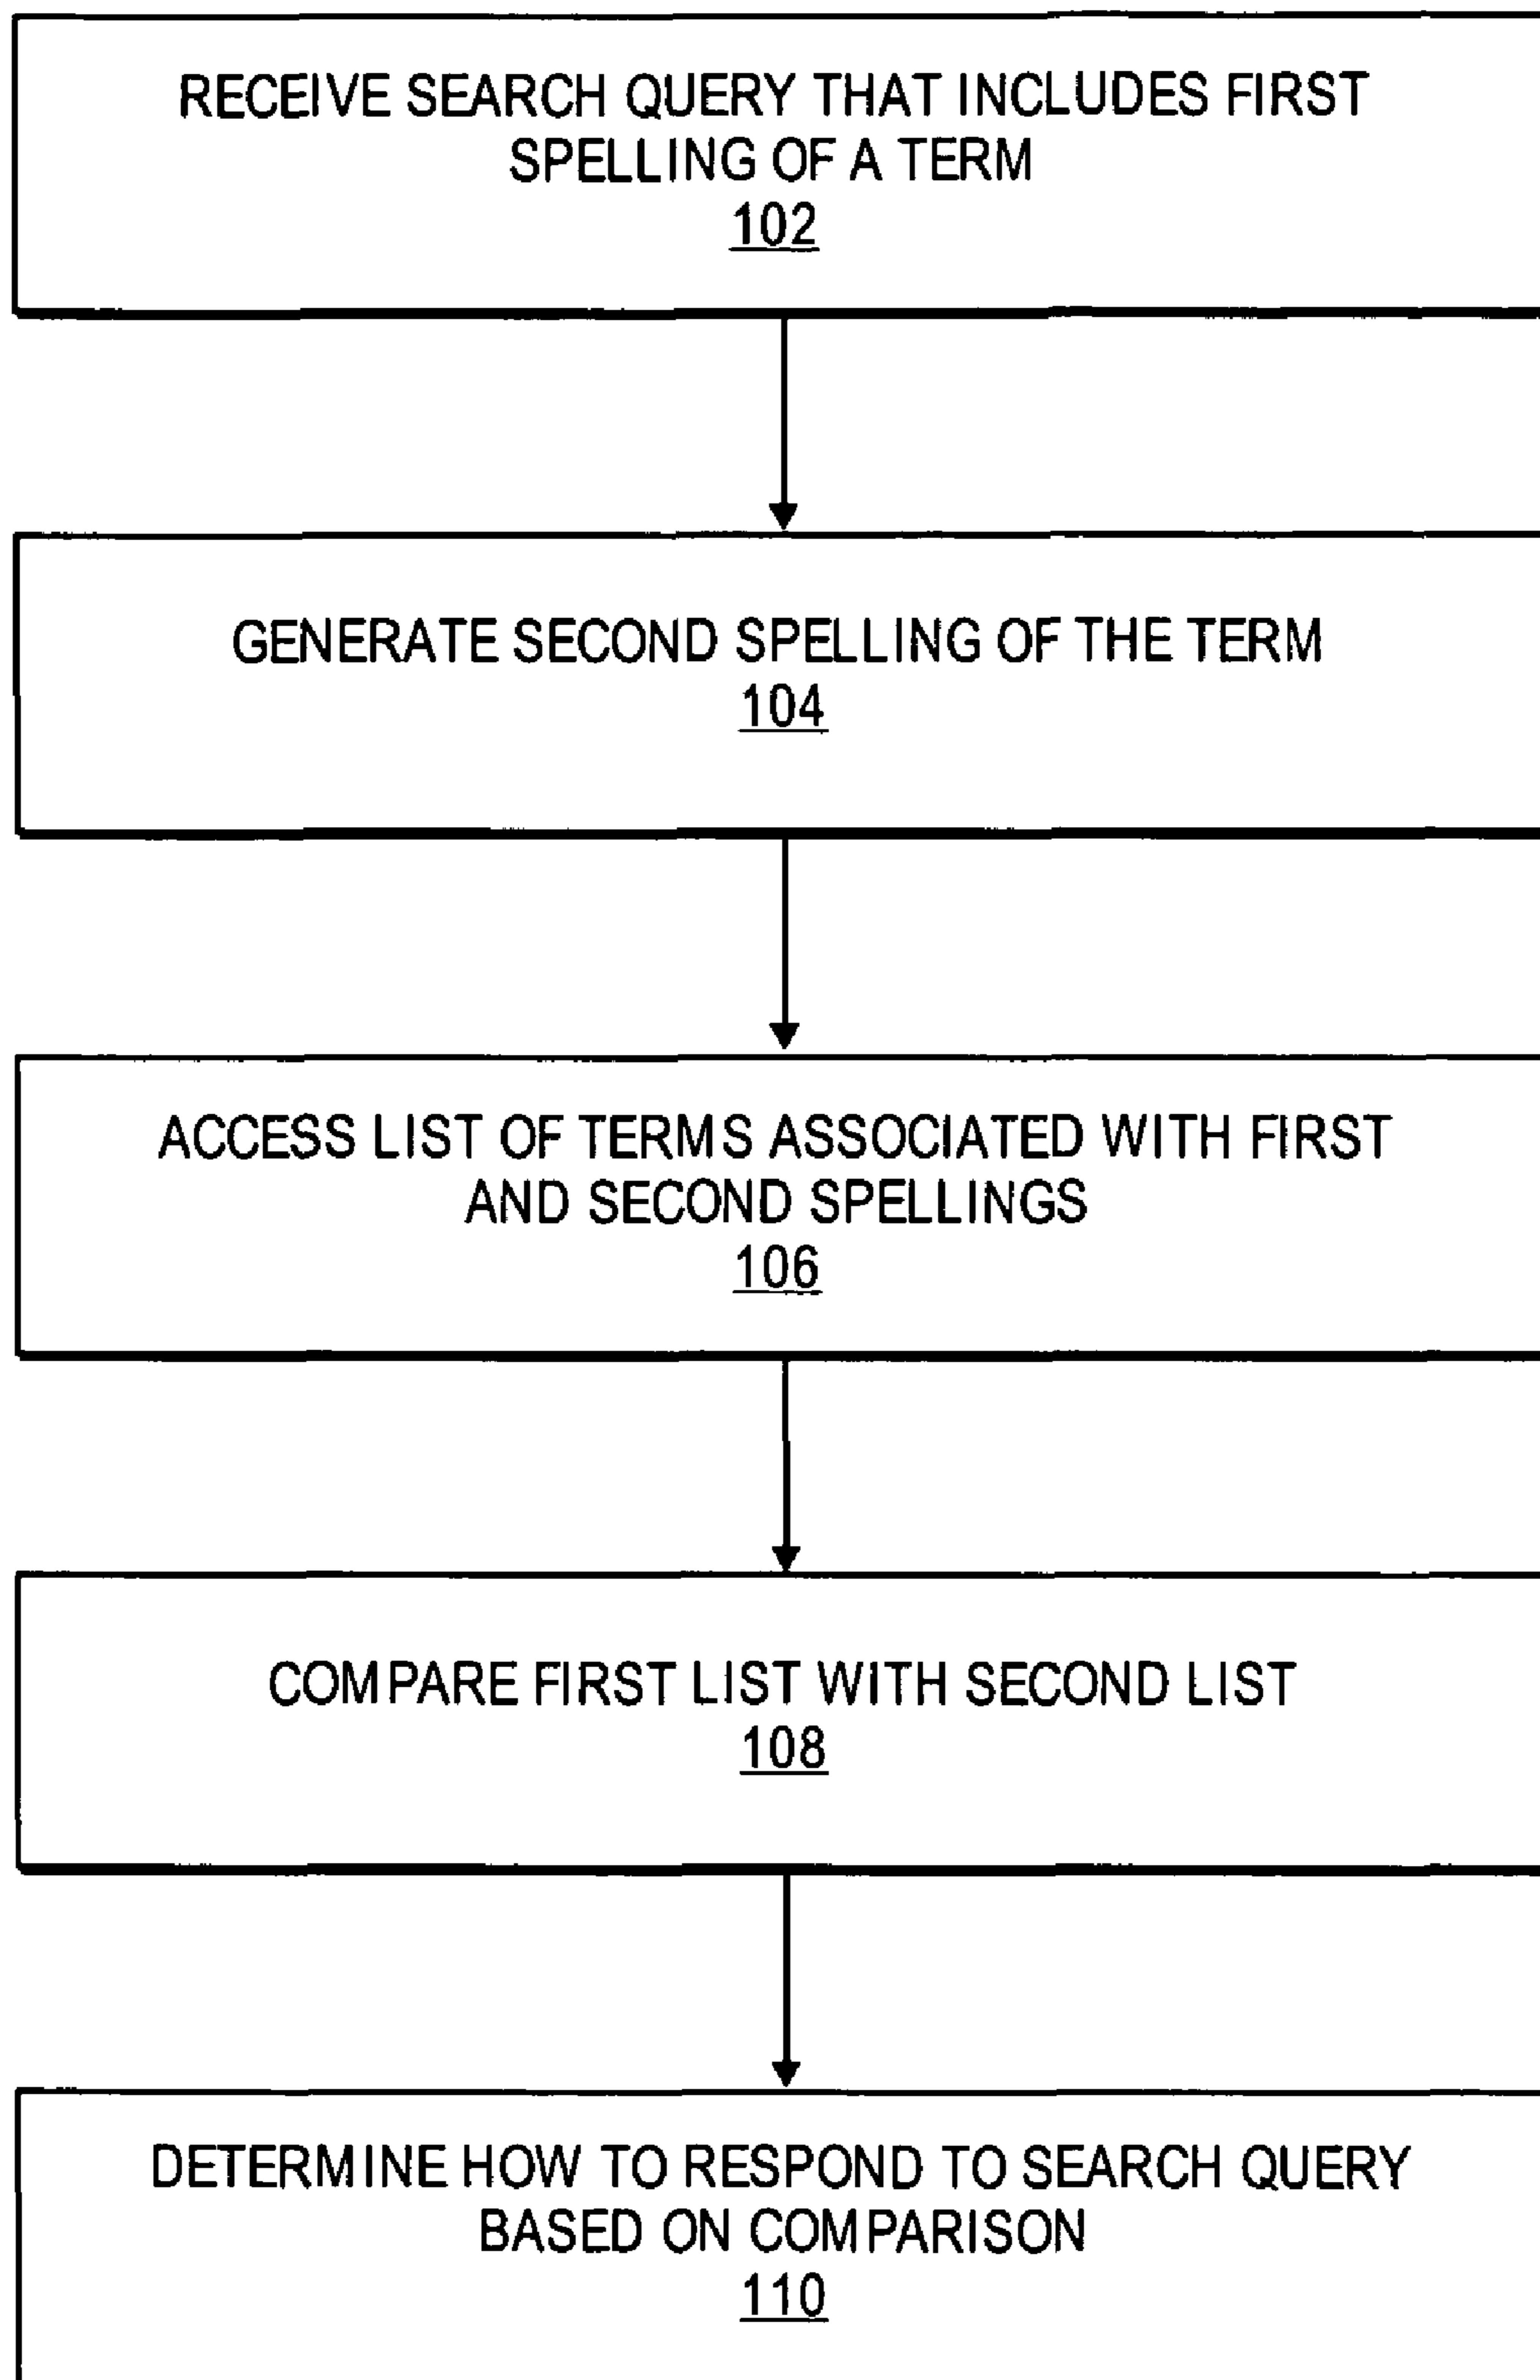 RECEIVE SEARCH QUERY THAT INCLUDES FIRST
SPELLING OF A TERM
102
GENERATE SECOND SPELLING OF THE TERM
104
ACCESS LIST OF TERMS ASSOCIATED WITH FIRST
AND SECOND SPELLINGS
106
COMPARE FIRST LIST WITH SECOND LIST
108
DETERMINE HOW TO RESPOND TO SEARCH QUERY
BASED ON COMPARISON
110